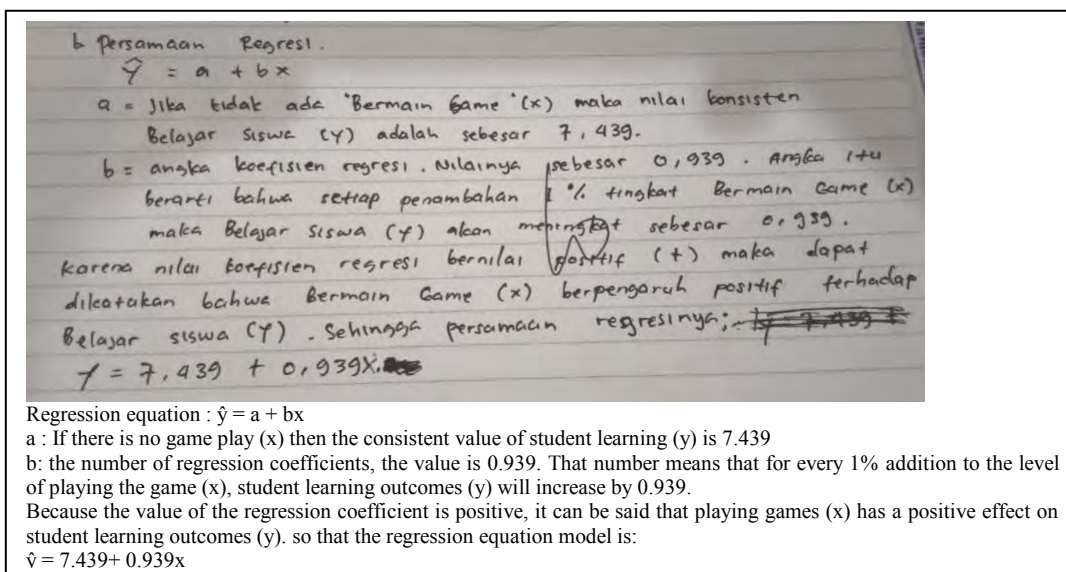 b Persamaan Regresi.
Ŷ = a + bx
a = Jika tidak ada "Bermain Game" (x) maka nilai konsisten
Belajar Siswa (Y) adalah sebesar 7,439.
b = angka koefisien regresi. Nilainya sebesar 0,939. Angka itu
berarti bahwa setiap penambahan 1% tingkat Bermain Game (x)
maka Belajar Siswa (Y) akan meningkat sebesar 0,939.
Karena nilai koefisien regresi bernilai positif (+) maka dapat
dikatakan bahwa Bermain Game (x) berpengaruh positif terhadap
Belajar siswa (Y). Sehingga persamaan regresinya;
Y = 7,439 + 0,939X.
Regression equation : ŷ = a + bx
a : If there is no game play (x) then the consistent value of student learning (y) is 7.439
b: the number of regression coefficients, the value is 0.939. That number means that for every 1% addition to the level
of playing the game (x), student learning outcomes (y) will increase by 0.939.
Because the value of the regression coefficient is positive, it can be said that playing games (x) has a positive effect on
student learning outcomes (y). so that the regression equation model is:
ŷ = 7.439+ 0.939x